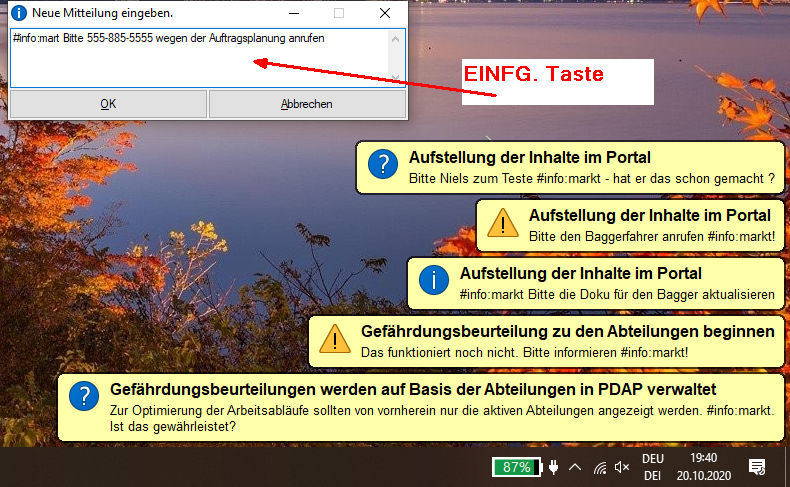 Neue Mitteilung eingeben.
#info:mart Bitte 555-885-5555 wegen der Auftragsplanung anrufen
OK
Abbrechen
EINFG. Taste
Aufstellung der Inhalte im Portal
Bitte Niels zum Teste #info:markt - hat er das schon gemacht ?
Aufstellung der Inhalte im Portal
Bitte den Baggerfahrer anrufen #info:markt!
Aufstellung der Inhalte im Portal
#info:markt Bitte die Doku für den Bagger aktualisieren
Gefährdungsbeurteilung zu den Abteilungen beginnen
Das funktioniert noch nicht. Bitte informieren #info:markt!
Gefährdungsbeurteilungen werden auf Basis der Abteilungen in PDAP verwaltet
Zur Optimierung der Arbeitsabläufe sollten von vornherein nur die aktiven Abteilungen angezeigt werden. #info:markt.
Ist das gewährleistet?
87%
DEU
DEI
19:40
20.10.2020